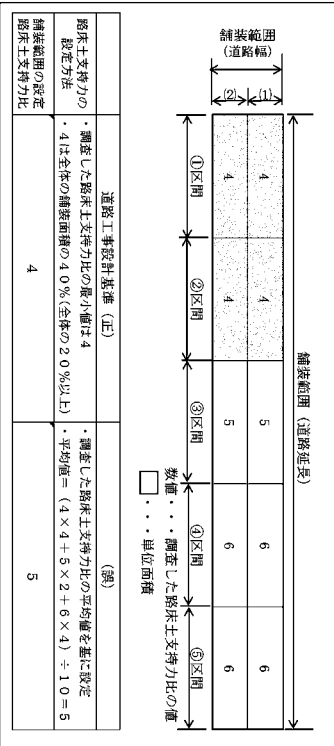 舗装範囲(道路延長)
舗装範囲
(道路幅)
(1)
(2)
4 4 5 6 6
4 4 5 6 6
①区間 ②区間 ③区間 ④区間 ⑤区間
数値・・・調査した路床土支持力比の値
□・・・単位面積
道路工事設計基準(正)
(誤)
路床土支持力の
設定方法
・調査した路床土支持力比の最小値は4
・4は全体の舗装面積の40%(全体の20%以上)
・調査した路床土支持力比の平均値を基に設定
・平均値=(4×4+5×2+6×4)÷10=5
舗装範囲の設定
路床土支持力比
4
5